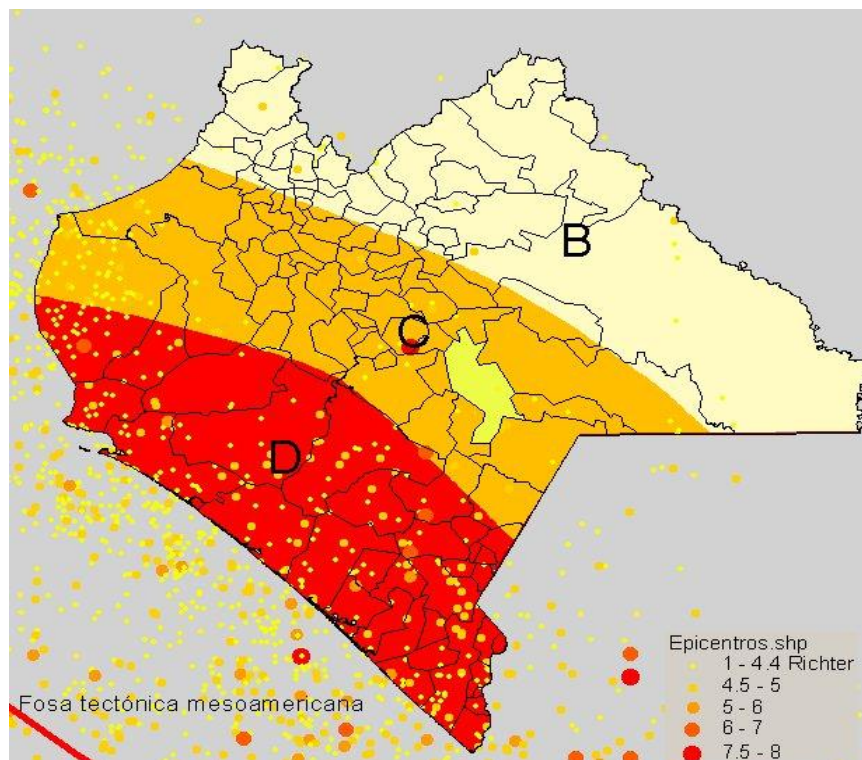 B
C
D
Fosa tectónica mesoamericana
Epicentros.shp
1 - 4.4 Richter
4.5 - 5
5 - 6
6 - 7
7.5 - 8